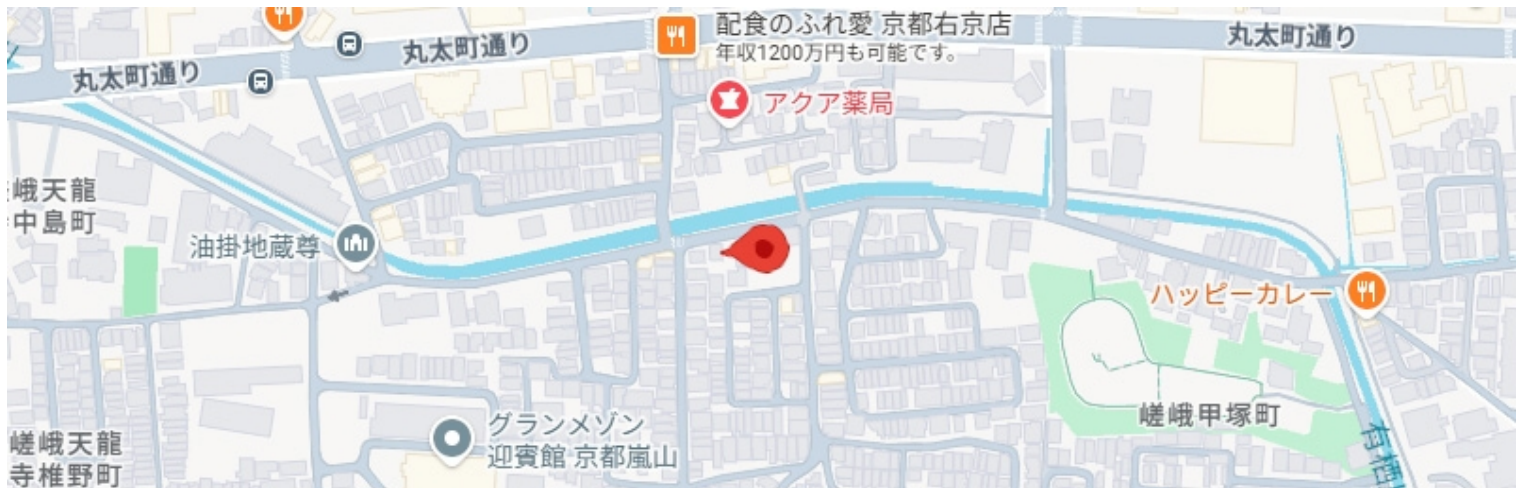 配食のふれ愛 京都右京店
年収1200万円も可能です。
丸太町通り
丸太町通り
丸太町通り
アクア薬局
峨天龍
中島町
油掛地蔵尊
ハッピーカレー
嵯峨甲塚町
グランメゾン
迎賓館 京都嵐山
嵯峨天龍
寺椎野町
有栖